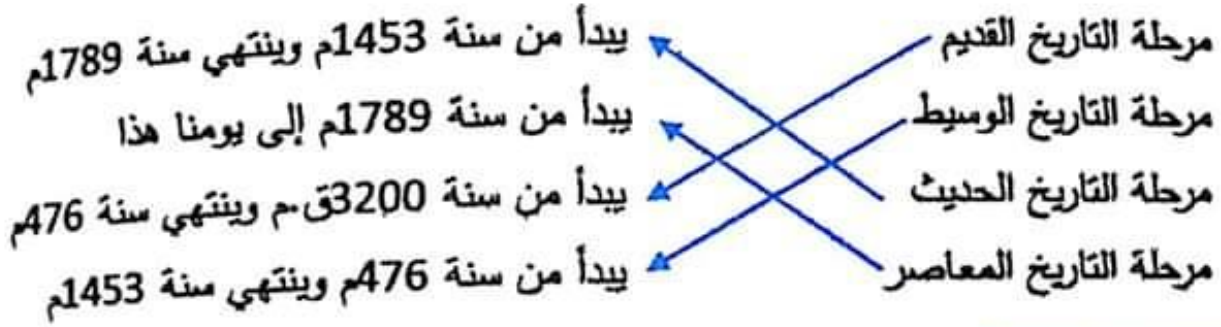 مرحلة التاريخ القديم
مرحلة التاريخ الوسيط
مرحلة التاريخ الحديث
مرحلة التاريخ المعاصر
يبدأ من سنة 1453م وينتهي سنة 1789م
يبدأ من سنة 1789م إلى يومنا هذا
يبدأ من سنة 3200ق.م وينتهي سنة 476م
يبدأ من سنة 476م وينتهي سنة 1453م